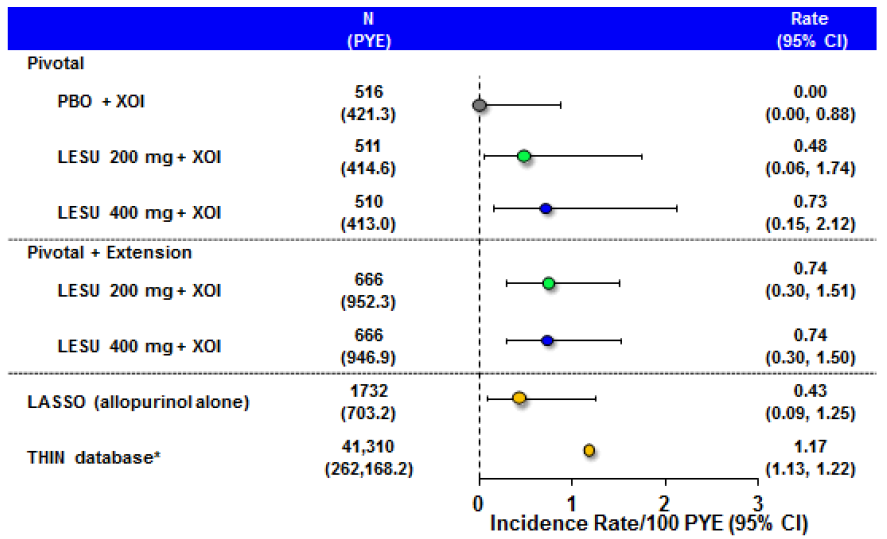 N
(PYE)
Rate
(95% CI)
Pivotal
PBO + XOI
516
(421.3)
0.00
(0.00, 0.88)
LESU 200 mg + XOI
511
(414.6)
0.48
(0.06, 1.74)
LESU 400 mg + XOI
510
(413.0)
0.73
(0.15, 2.12)
Pivotal + Extension
LESU 200 mg + XOI
666
(952.3)
0.74
(0.30, 1.51)
LESU 400 mg + XOI
666
(946.9)
0.74
(0.30, 1.50)
LASSO (allopurinol alone)
1732
(703.2)
0.43
(0.09, 1.25)
THIN database*
41,310
(262,168.2)
1.17
(1.13, 1.22)
0 1 2 3
Incidence Rate/100 PYE (95% CI)